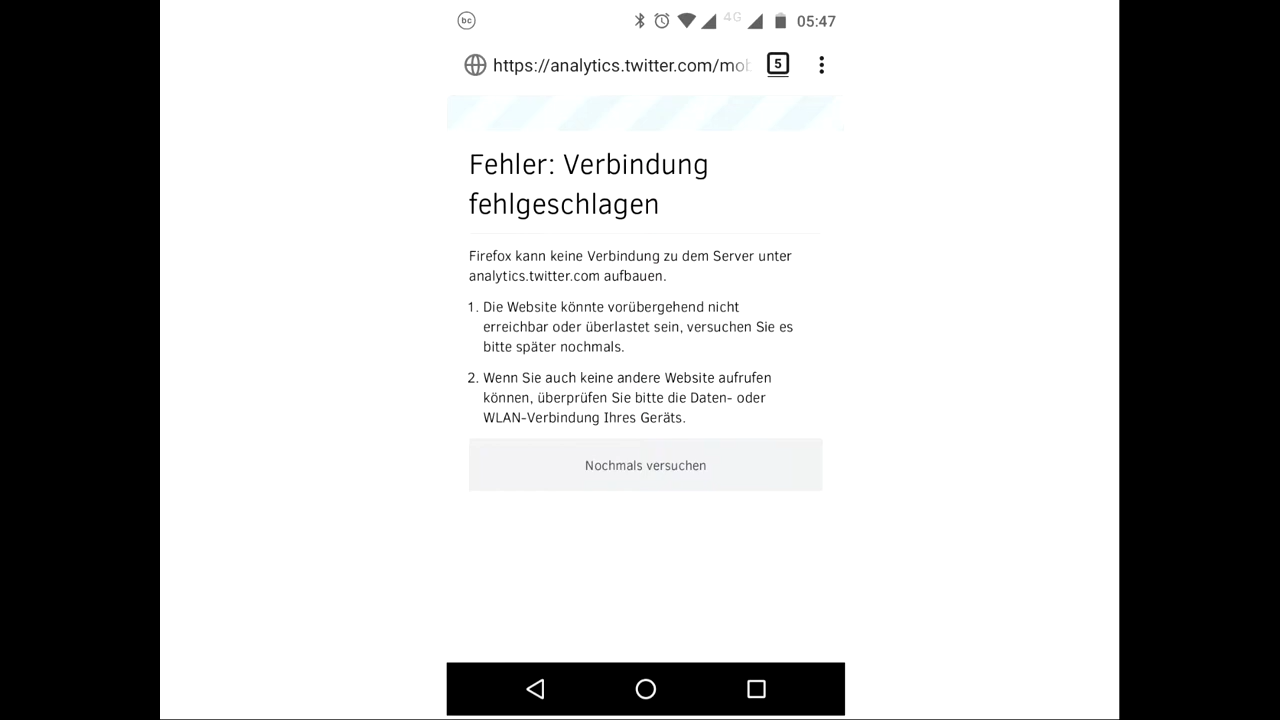 bc 4G 05:47
https://analytics.twitter.com/mob 5
Fehler: Verbindung
fehlgeschlagen
Firefox kann keine Verbindung zu dem Server unter
analytics.twitter.com aufbauen.
1. Die Website könnte vorübergehend nicht
erreichbar oder überlastet sein, versuchen Sie es
bitte später nochmals.
2. Wenn Sie auch keine andere Website aufrufen
können, überprüfen Sie bitte die Daten- oder
WLAN-Verbindung Ihres Geräts.
Nochmals versuchen